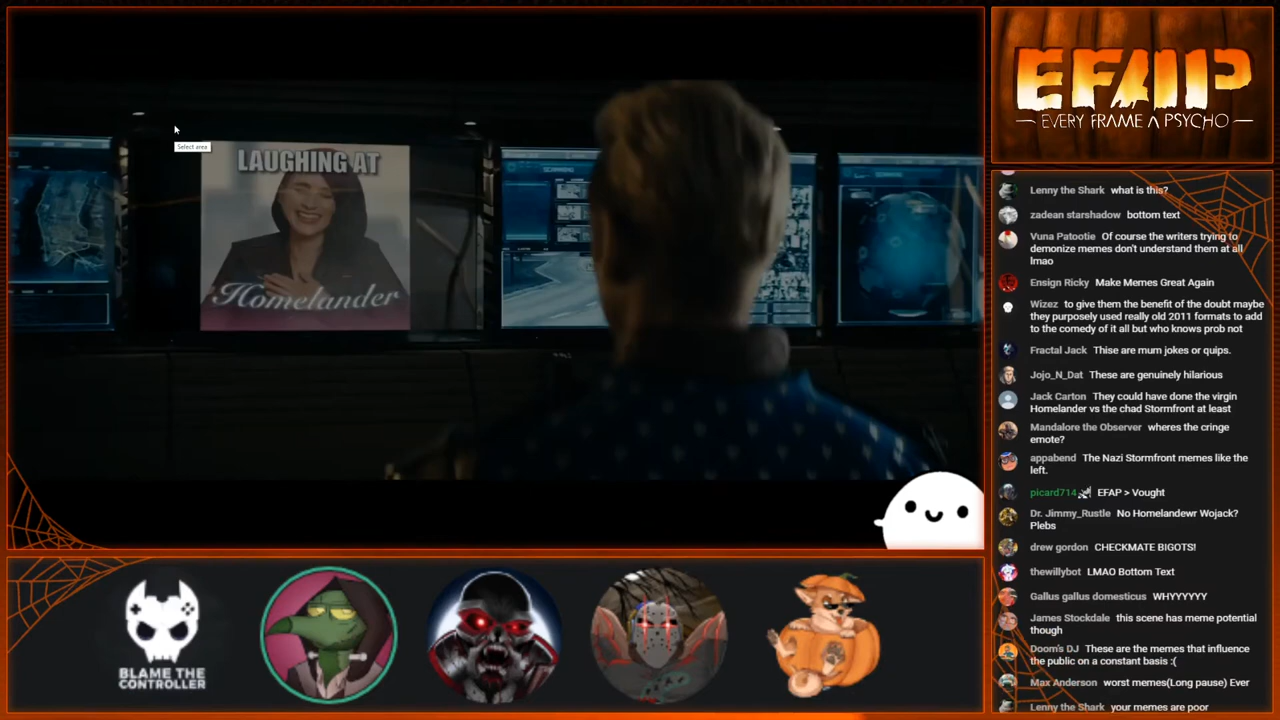 LAUGHING AT
Homelander
Select area
BLAME THE
CONTROLLER
EFAP
EVERY FRAME A PSYCHO
Lenny the Shark what is this?
zadean starshadow bottom text
Vuna Patootie Of course the writers trying to
demonize memes don't understand them at all
lmao
Ensign Ricky Make Memes Great Again
Wizez to give them the benefit of the doubt maybe
they purposely used really old 2011 formats to add
to the comedy of it all but who knows prob not
Fractal Jack Thise are mum jokes or quips.
Jojo_N_Dat These are genuinely hilarious
Jack Carton They could have done the virgin
Homelander vs the chad Stormfront at least
Mandalore the Observer wheres the cringe
emote?
appabend The Nazi Stormfront memes like the
left.
picard714 EFAP > Vought
Dr. Jimmy_Rustle No Homelandewr Wojack?
Plebs
drew gordon CHECKMATE BIGOTS!
thewillybot LMAO Bottom Text
Gallus gallus domesticus WHYYYYYY
James Stockdale this scene has meme potential
though
Doom's DJ These are the memes that influence
the public on a constant basis :(
Max Anderson worst memes(Long pause) Ever
Lenny the Shark your memes are poor